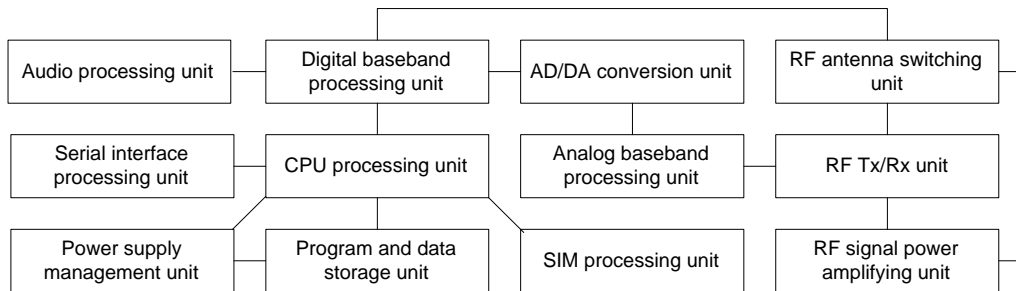 Audio processing unit
Digital baseband
processing unit
AD/DA conversion unit
RF antenna switching
unit
Serial interface
processing unit
CPU processing unit
Analog baseband
processing unit
RF Tx/Rx unit
Power supply
management unit
Program and data
storage unit
SIM processing unit
RF signal power
amplifying unit